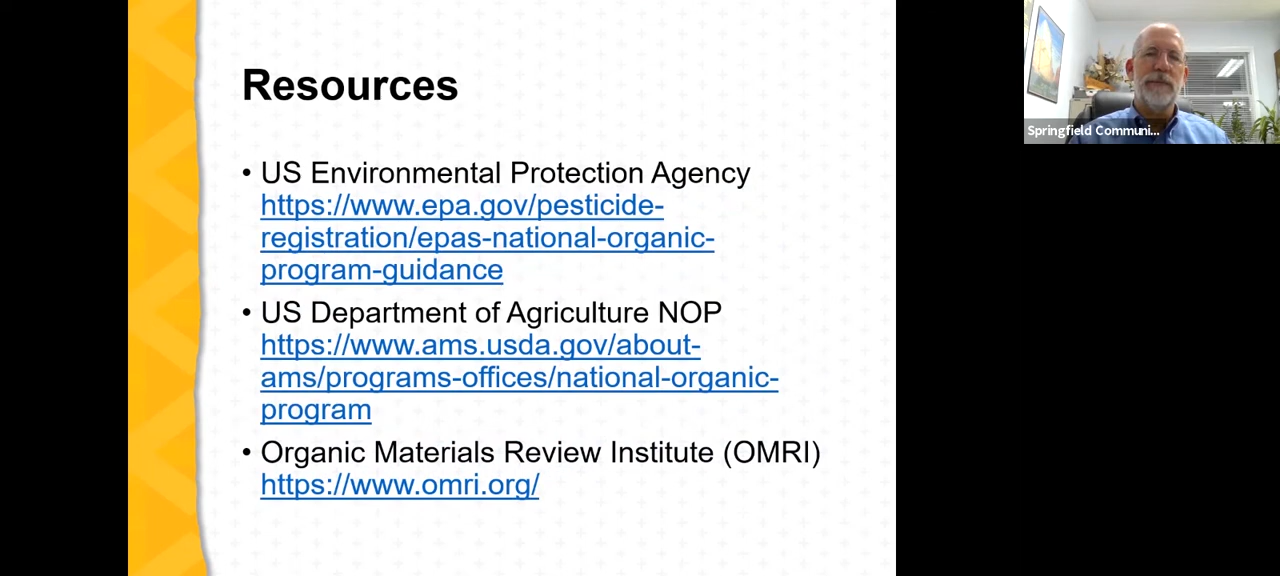 Resources
• US Environmental Protection Agency
https://www.epa.gov/pesticide-
registration/epas-national-organic-
program-guidance
• US Department of Agriculture NOP
https://www.ams.usda.gov/about-
ams/programs-offices/national-organic-
program
• Organic Materials Review Institute (OMRI)
https://www.omri.org/
Springfield Communi...